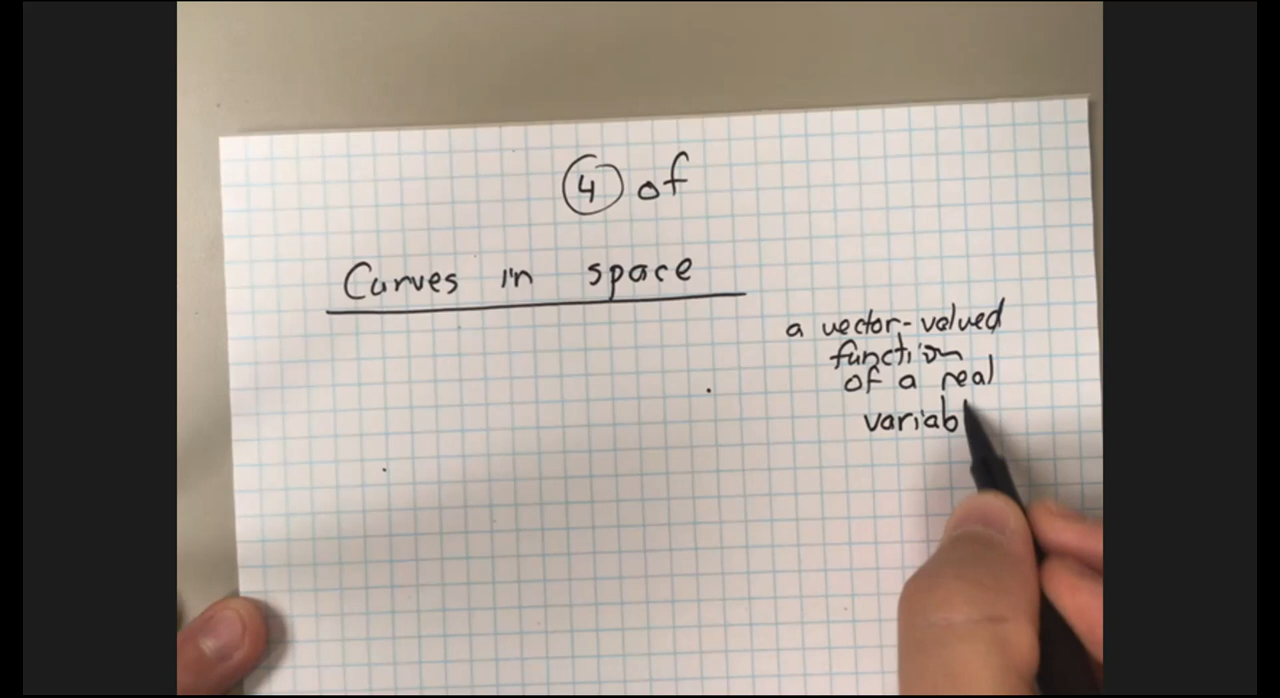 4 of
Curves in space
a vector-valued
function
of a real
variab